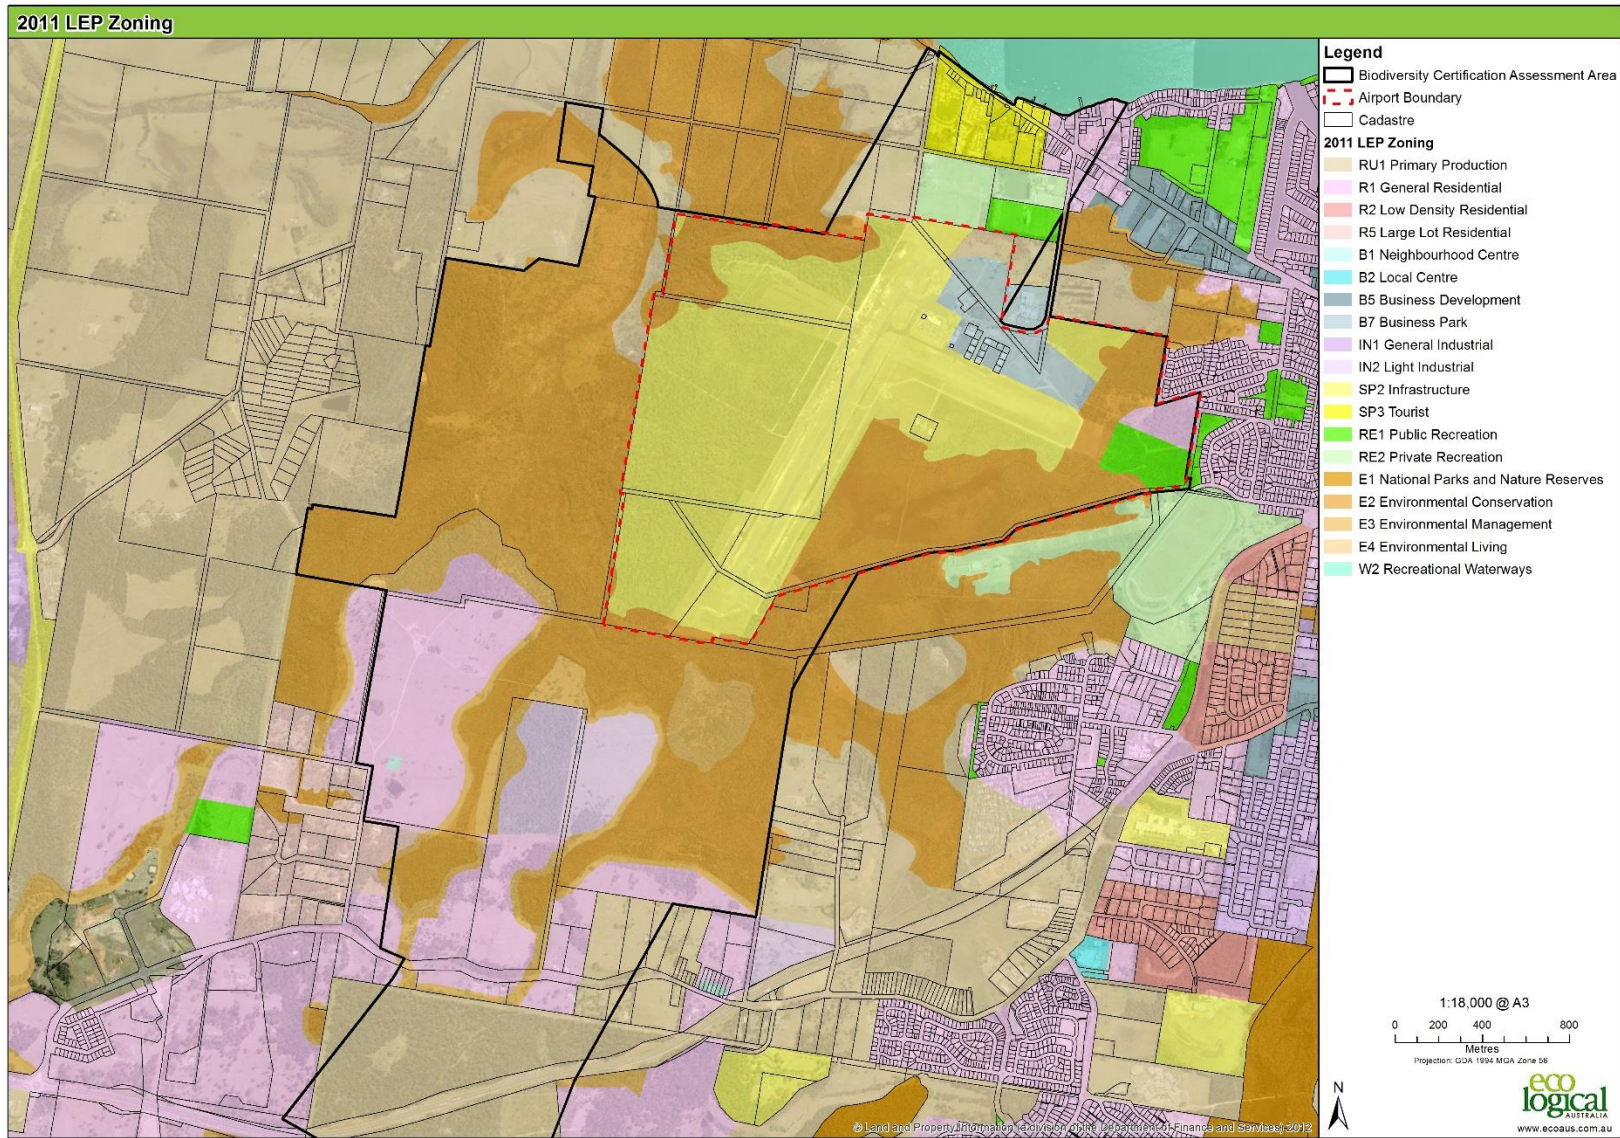 2011 LEP Zoning
Legend
Biodiversity Certification Assessment Area
Airport Boundary
Cadastre
2011 LEP Zoning
RU1 Primary Production
R1 General Residential
R2 Low Density Residential
R5 Large Lot Residential
B1 Neighbourhood Centre
B2 Local Centre
B5 Business Development
B7 Business Park
IN1 General Industrial
IN2 Light Industrial
SP2 Infrastructure
SP3 Tourist
RE1 Public Recreation
RE2 Private Recreation
E1 National Parks and Nature Reserves
E2 Environmental Conservation
E3 Environmental Management
E4 Environmental Living
W2 Recreational Waterways
1:18,000 @ A3
0 200 400 800
Metres
Projection: GDA 1994 MGA Zone 56
N
eco
logical
AUSTRALIA
www.ecoaus.com.au
© Land and Property Information (a division of the Department of Finance and Services) 2012